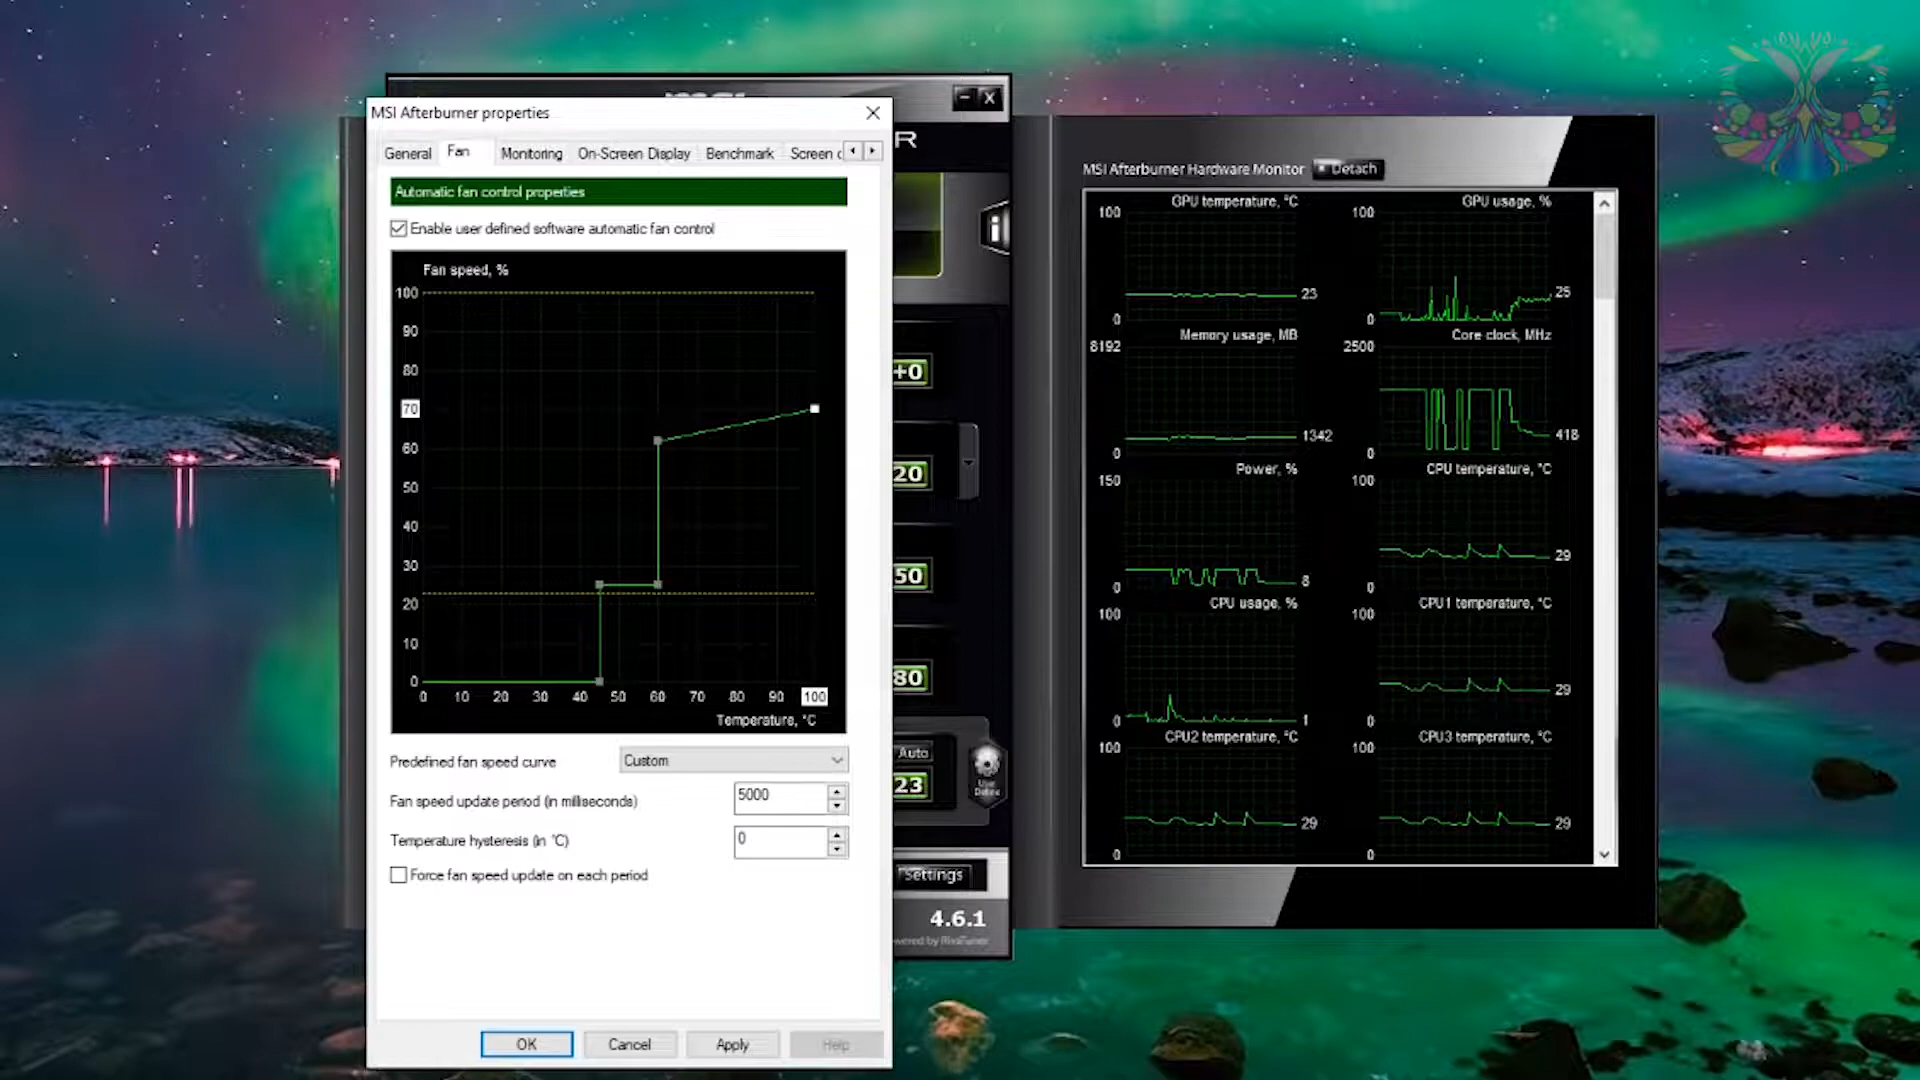 MSI Afterburner properties
General Fan Monitoring On-Screen Display Benchmark Screen c
Automatic fan control properties
Enable user defined software automatic fan control
Fan speed, %
100
90
80
70
60
50
40
30
20
10
0
0 10 20 30 40 50 60 70 80 90 100
Temperature, °C
Predefined fan speed curve Custom
Fan speed update period (in milliseconds) 5000
Temperature hysteresis (in °C) 0
Force fan speed update on each period
OK Cancel Apply Help
X
R
i
+0
20
50
80
Auto
23
User
Define
Settings
4.6.1
wered by RivaTuner
MSI Afterburner Hardware Monitor Detach
GPU temperature, °C
100
23
0
GPU usage, %
100
25
0
Memory usage, MB
8192
1342
0
Core clock, MHz
2500
418
0
Power, %
150
8
0
CPU temperature, °C
100
29
0
CPU usage, %
100
1
0
CPU1 temperature, °C
100
29
0
CPU2 temperature, °C
100
29
0
CPU3 temperature, °C
100
29
0